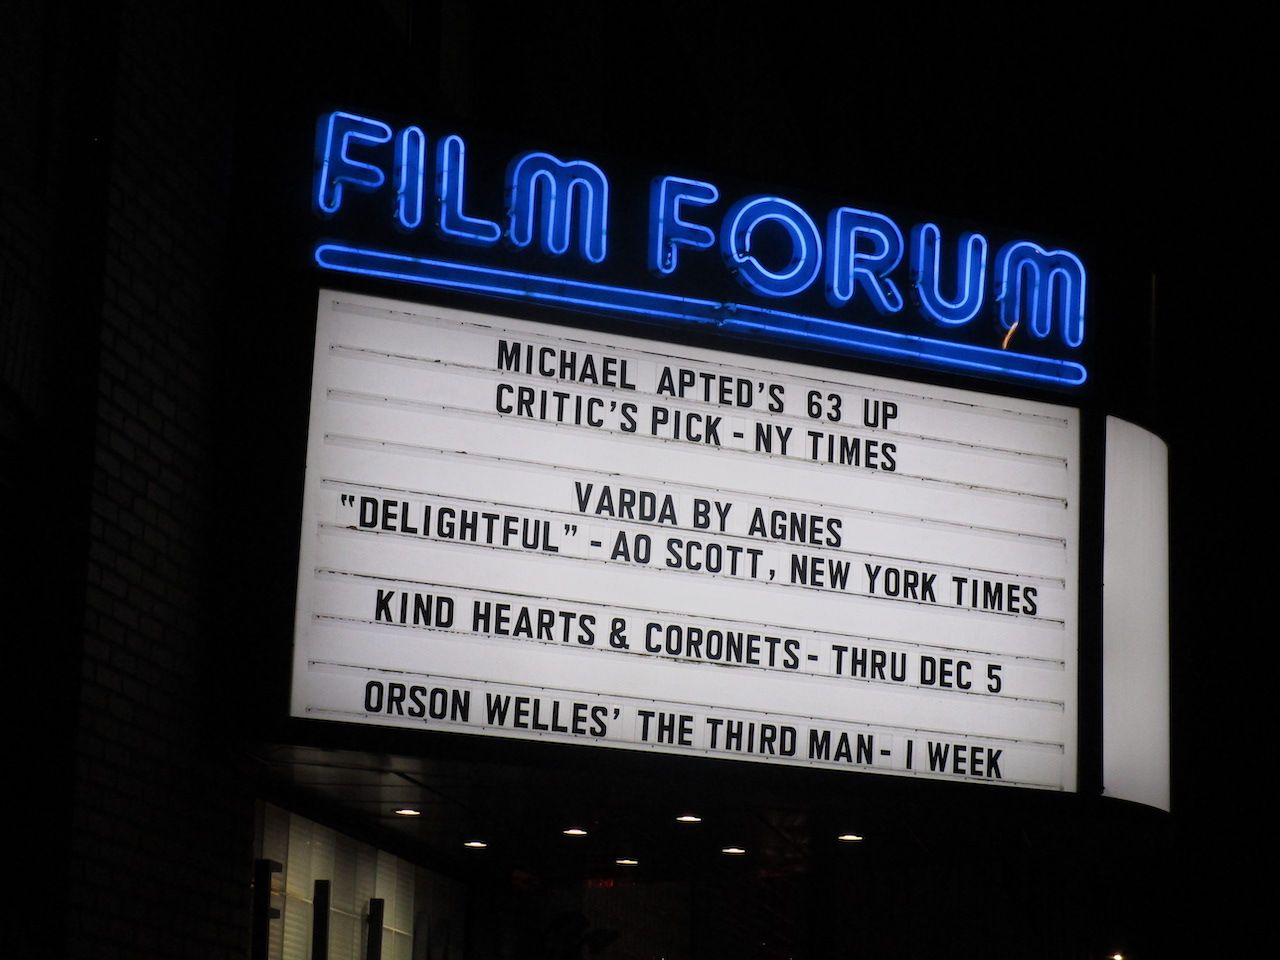 FILM FORUM
MICHAEL APTED'S 63 UP
CRITIC'S PICK - NY TIMES
VARDA BY AGNES
"DELIGHTFUL" - AO SCOTT, NEW YORK TIMES
KIND HEARTS & CORONETS - THRU DEC 5
ORSON WELLES' THE THIRD MAN - 1 WEEK